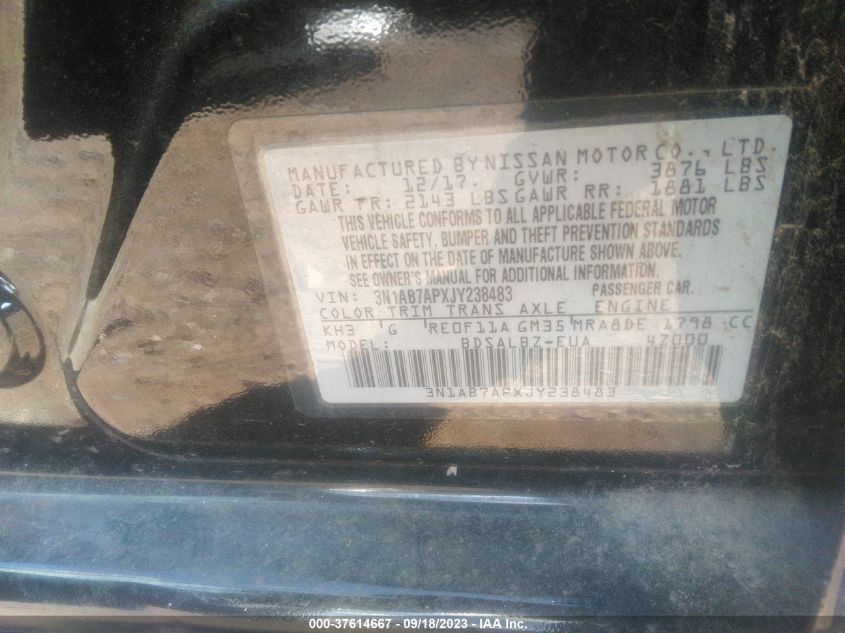 MANUFACTURED BY NISSAN MOTOR CO., LTD.
DATE: 12/17. GVWR: 3876 LBS
GAWR FR: 2143 LBS GAWR RR: 1881 LBS
THIS VEHICLE CONFORMS TO ALL APPLICABLE FEDERAL MOTOR
VEHICLE SAFETY, BUMPER AND THEFT PREVENTION STANDARDS
IN EFFECT ON THE DATE OF MANUFACTURE SHOWN ABOVE.
SEE OWNER'S MANUAL FOR ADDITIONAL INFORMATION.
VIN: 3N1AB7APXJY238483 PASSENGER CAR.
COLOR TRIM TRANS AXLE ENGINE
KH3 'G RE0F11A GM35 'MRA8DE 1798 CC
MODEL: BDSALBZ-EUA 47000
3N1AB7APXJY238483
000-37614667 - 09/18/2023 - IAA Inc.